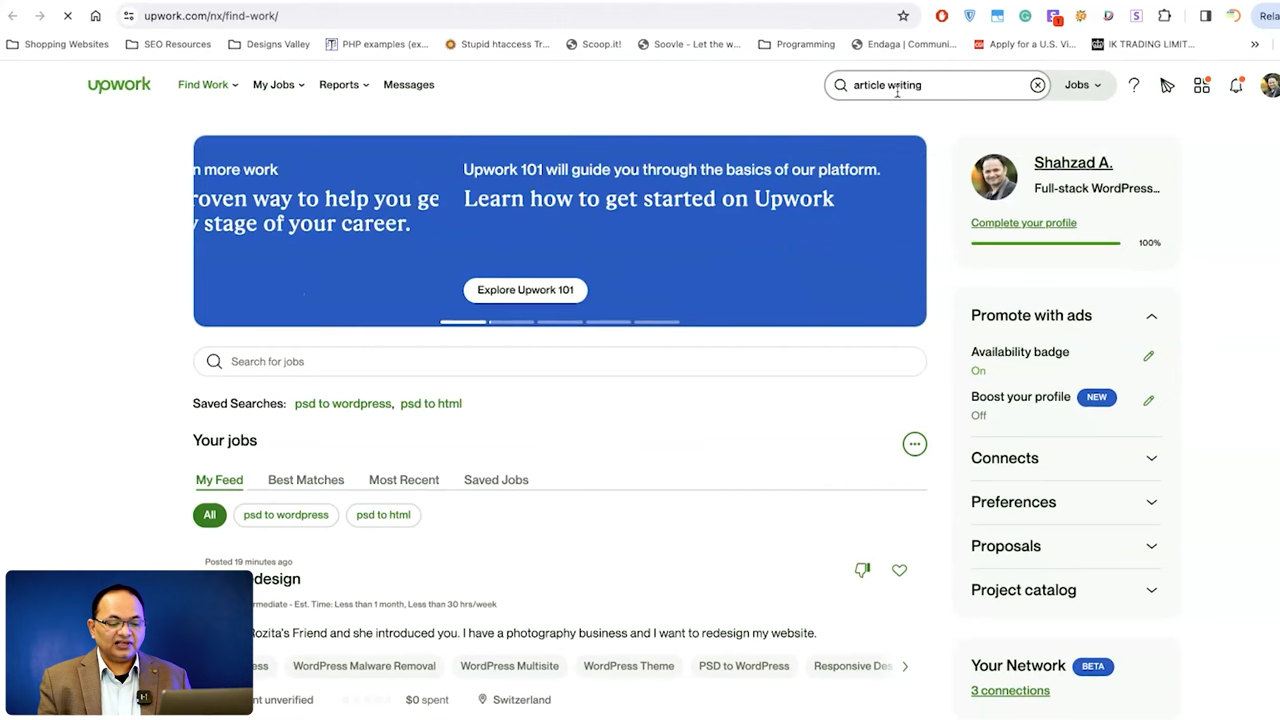 upwork.com/nx/find-work/
Shopping Websites SEO Resources Designs Valley PHP examples (ex... Stupid htaccess Tr... Scoop.it! Soovle - Let the w... Programming Endaga | Communi... Apply for a U.S. Vi... IK TRADING LIMIT... »
upwork Find Work My Jobs Reports Messages article writing Jobs
n more work
roven way to help you ge
y stage of your career.
Upwork 101 will guide you through the basics of our platform.
Learn how to get started on Upwork
Explore Upwork 101
Search for jobs
Saved Searches: psd to wordpress, psd to html
Your jobs
My Feed Best Matches Most Recent Saved Jobs
All psd to wordpress psd to html
Posted 19 minutes ago
design
rmediate - Est. Time: Less than 1 month, Less than 30 hrs/week
Rozita's Friend and she introduced you. I have a photography business and I want to redesign my website.
ess WordPress Malware Removal WordPress Multisite WordPress Theme PSD to WordPress Responsive Des
nt unverified $0 spent Switzerland
Shahzad A.
Full-stack WordPress...
Complete your profile
100%
Promote with ads
Availability badge
On
Boost your profile NEW
Off
Connects
Preferences
Proposals
Project catalog
Your Network BETA
3 connections